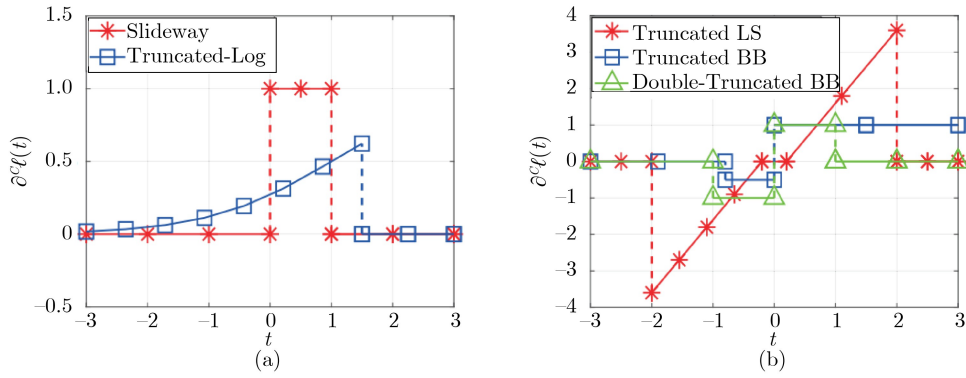 1.5
Slideway
Truncated-Log
1.0
∂ᶜℓ(t)
0.5
0
−0.5
−3 −2 −1 0 1 2 3
t
(a)
4
Truncated LS
3
Truncated BB
2
Double-Truncated BB
1
∂ᶜℓ(t)
0
−1
−2
−3
−4
−3 −2 −1 0 1 2 3
t
(b)